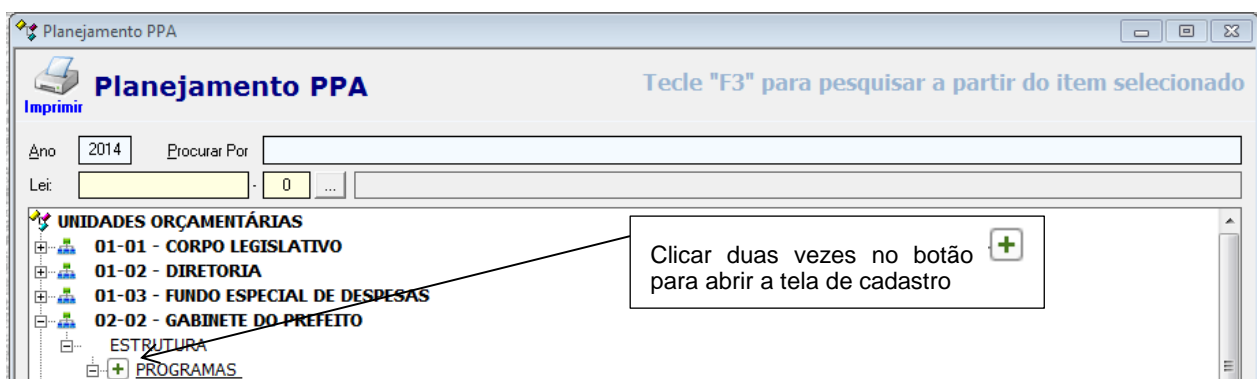 Planejamento PPA
Planejamento PPA
Tecle "F3" para pesquisar a partir do item selecionado
Imprimir
Ano 2014 Procurar Por
Lei: - 0 ...
UNIDADES ORÇAMENTÁRIAS
01-01 - CORPO LEGISLATIVO
01-02 - DIRETORIA
01-03 - FUNDO ESPECIAL DE DESPESAS
02-02 - GABINETE DO PREFEITO
ESTRUTURA
PROGRAMAS
Clicar duas vezes no botão
para abrir a tela de cadastro